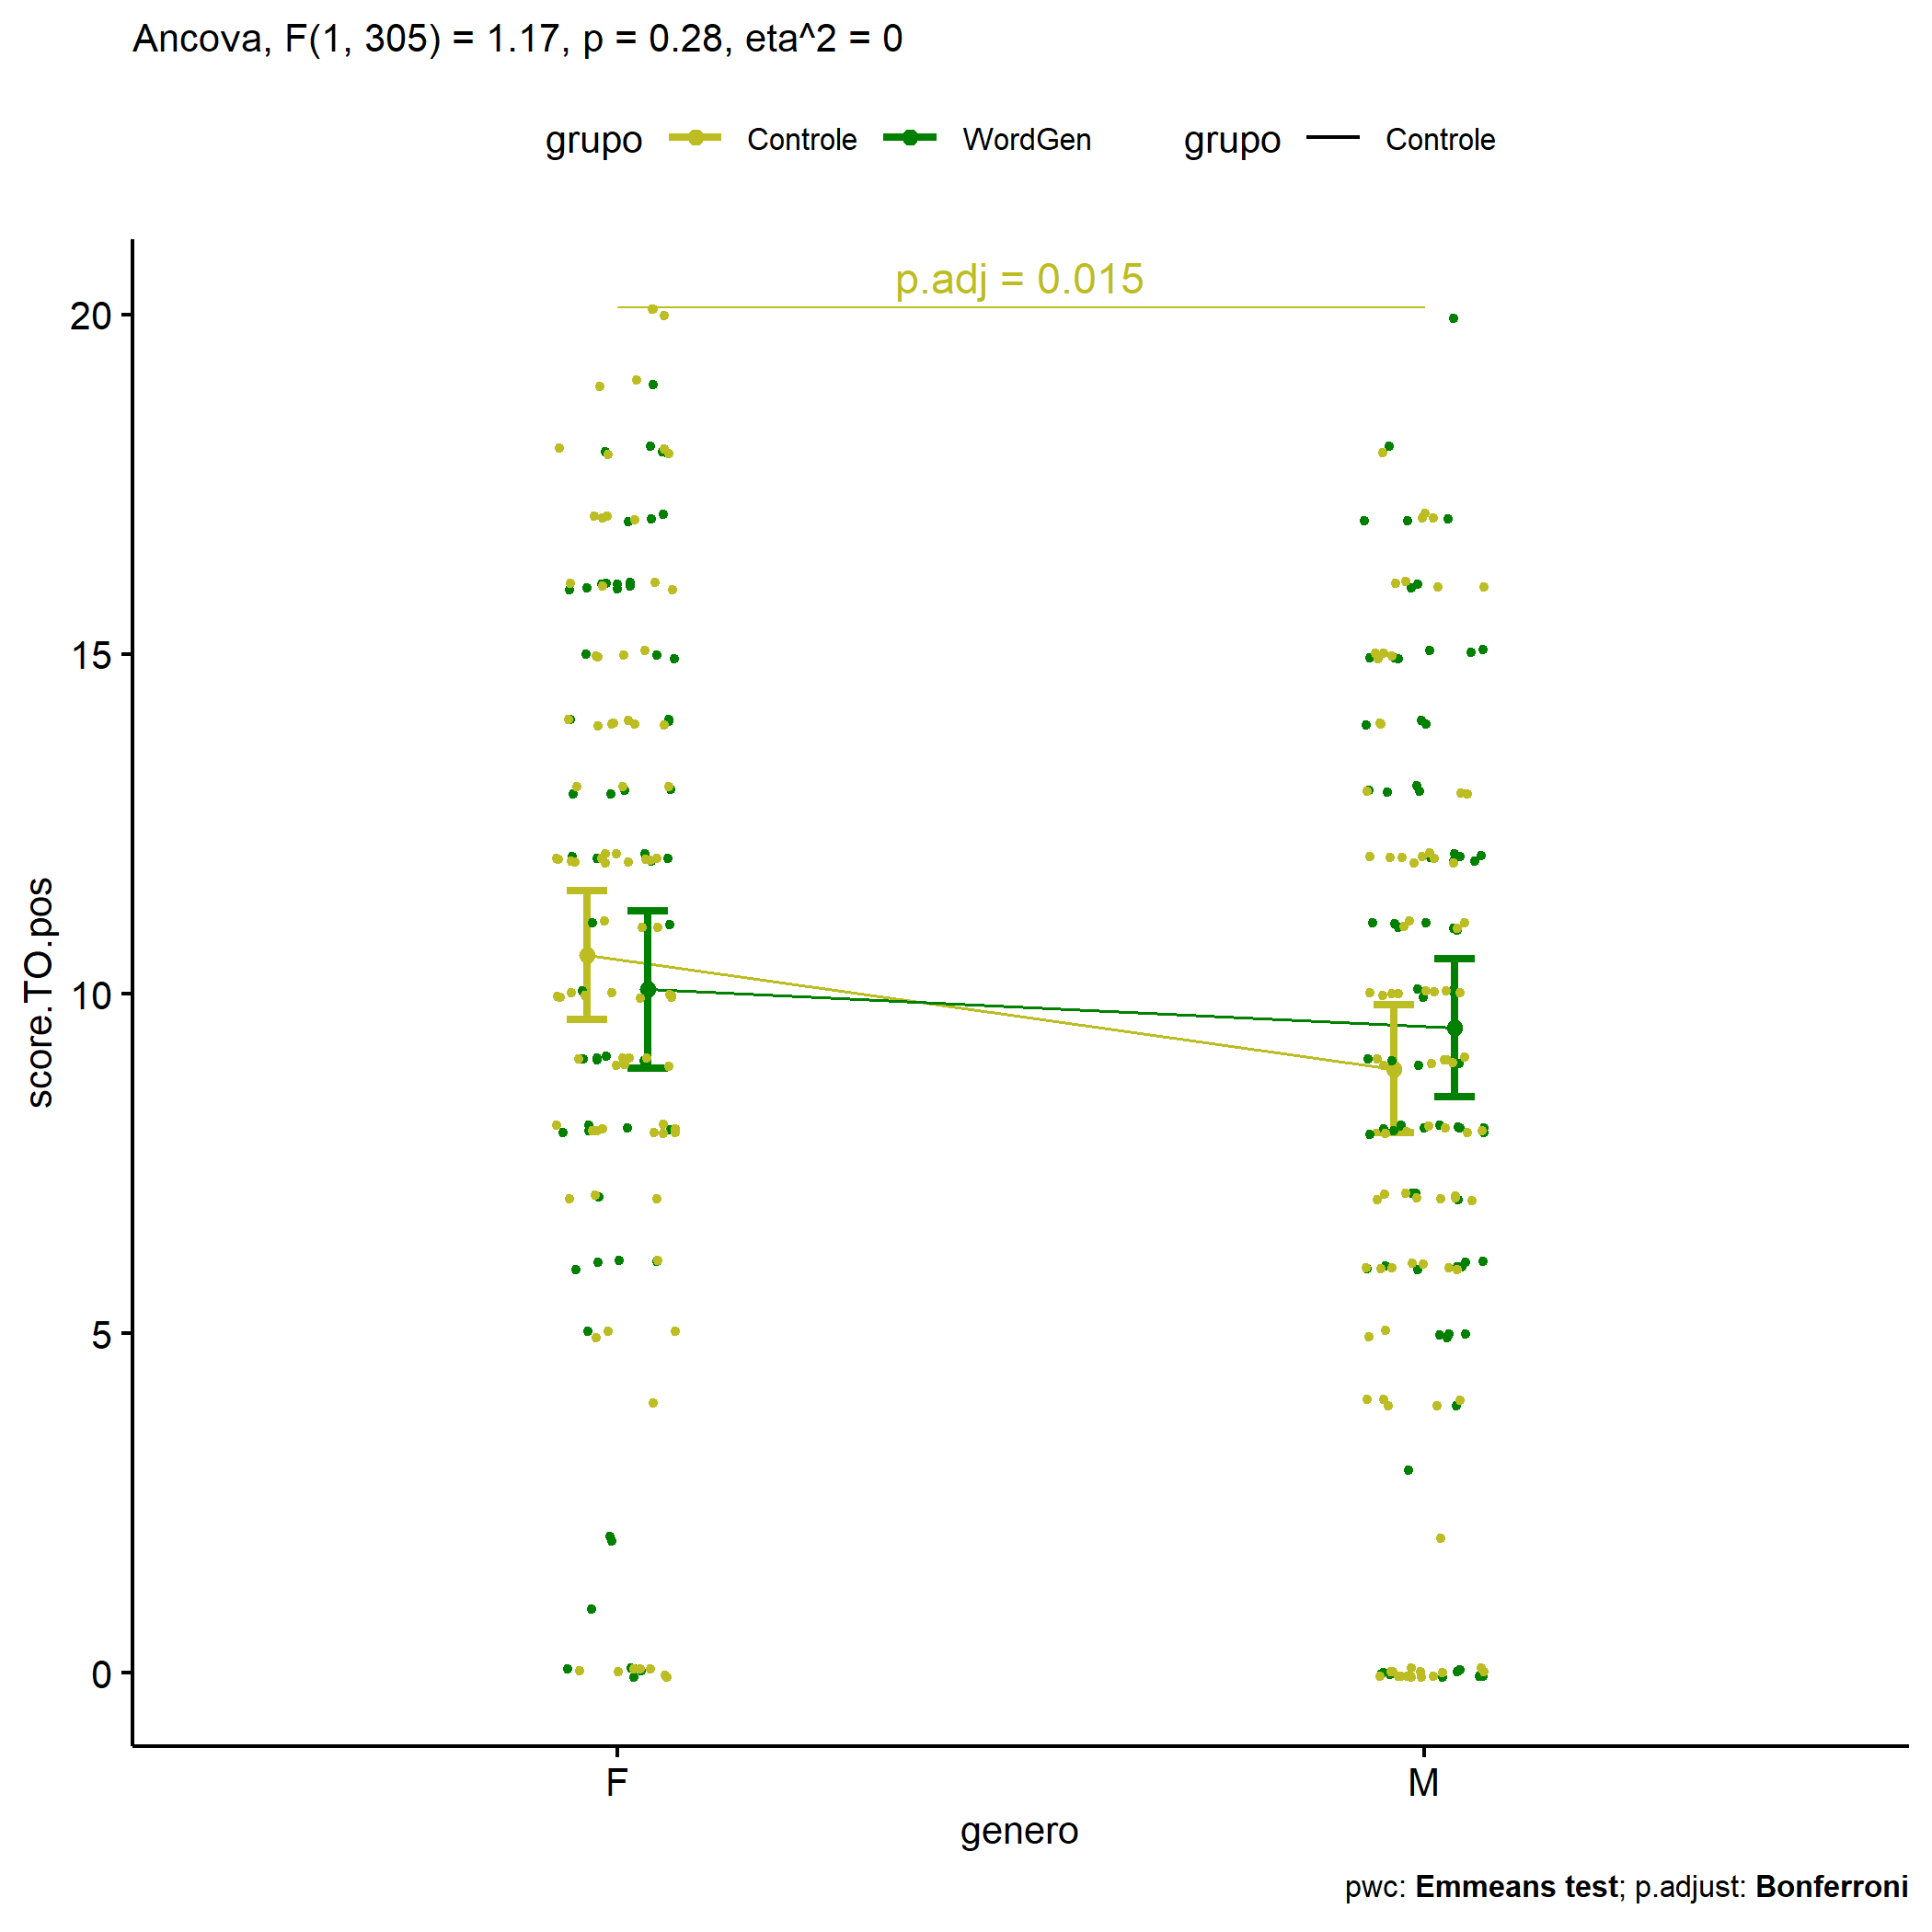 Ancova, F(1, 305) = 1.17, p = 0.28, eta^2 = 0
grupo Controle WordGen grupo Controle
p.adj = 0.015
20
15
10
5
0
score.TO.pos
F M
genero
pwc: Emmeans test; p.adjust: Bonferroni